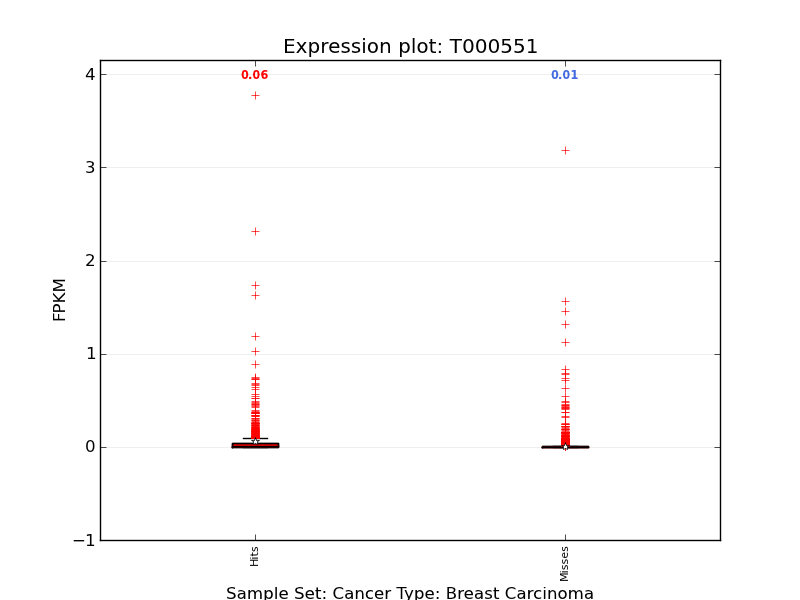 Expression plot: T000551
0.06
0.01
4
3
2
1
0
−1
FPKM
Hits
Misses
Sample Set: Cancer Type: Breast Carcinoma